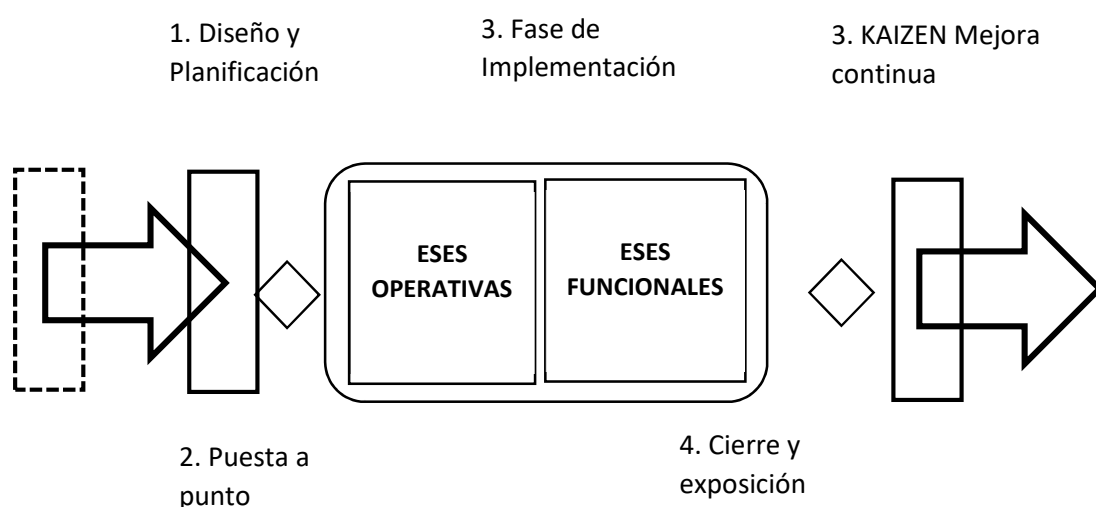 1. Diseño y
Planificación
3. Fase de
Implementación
3. KAIZEN Mejora
continua
ESES
OPERATIVAS
ESES
FUNCIONALES
2. Puesta a
punto
4. Cierre y
exposición